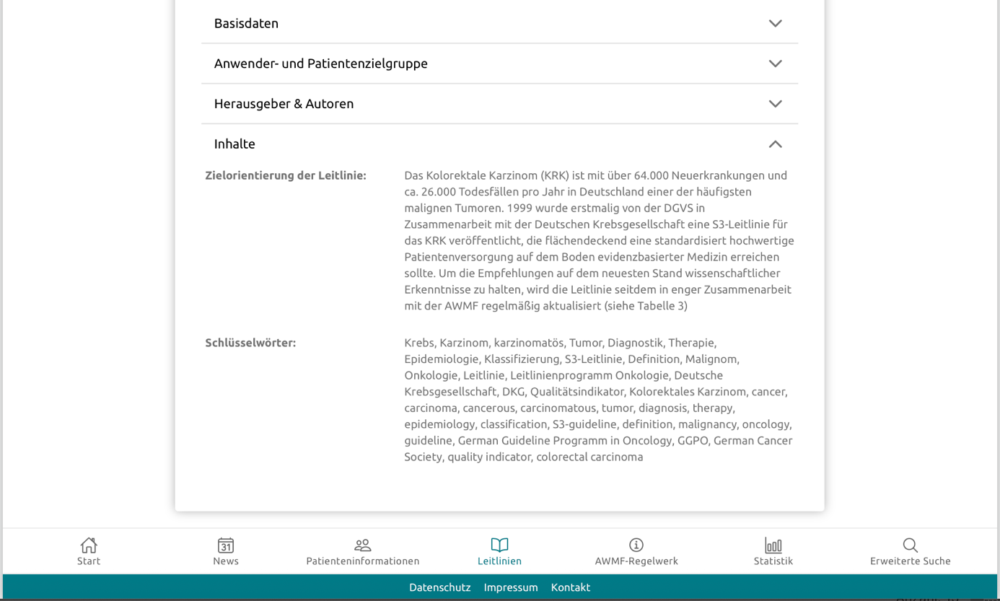 Basisdaten
Anwender- und Patientenzielgruppe
Herausgeber & Autoren
Inhalte
Zielorientierung der Leitlinie:
Das Kolorektale Karzinom (KRK) ist mit über 64.000 Neuerkrankungen und
ca. 26.000 Todesfällen pro Jahr in Deutschland einer der häufigsten
malignen Tumoren. 1999 wurde erstmalig von der DGVS in
Zusammenarbeit mit der Deutschen Krebsgesellschaft eine S3-Leitlinie für
das KRK veröffentlicht, die flächendeckend eine standardisiert hochwertige
Patientenversorgung auf dem Boden evidenzbasierter Medizin erreichen
sollte. Um die Empfehlungen auf dem neuesten Stand wissenschaftlicher
Erkenntnisse zu halten, wird die Leitlinie seitdem in enger Zusammenarbeit
mit der AWMF regelmäßig aktualisiert (siehe Tabelle 3)
Schlüsselwörter:
Krebs, Karzinom, karzinomatös, Tumor, Diagnostik, Therapie,
Epidemiologie, Klassifizierung, S3-Leitlinie, Definition, Malignom,
Onkologie, Leitlinie, Leitlinienprogramm Onkologie, Deutsche
Krebsgesellschaft, DKG, Qualitätsindikator, Kolorektales Karzinom, cancer,
carcinoma, cancerous, carcinomatous, tumor, diagnosis, therapy,
epidemiology, classification, S3-guideline, definition, malignancy, oncology,
guideline, German Guideline Programm in Oncology, GGPO, German Cancer
Society, quality indicator, colorectal carcinoma
31
Start
News
Patienteninformationen
Leitlinien
AWMF-Regelwerk
Statistik
Erweiterte Suche
Datenschutz
Impressum
Kontakt